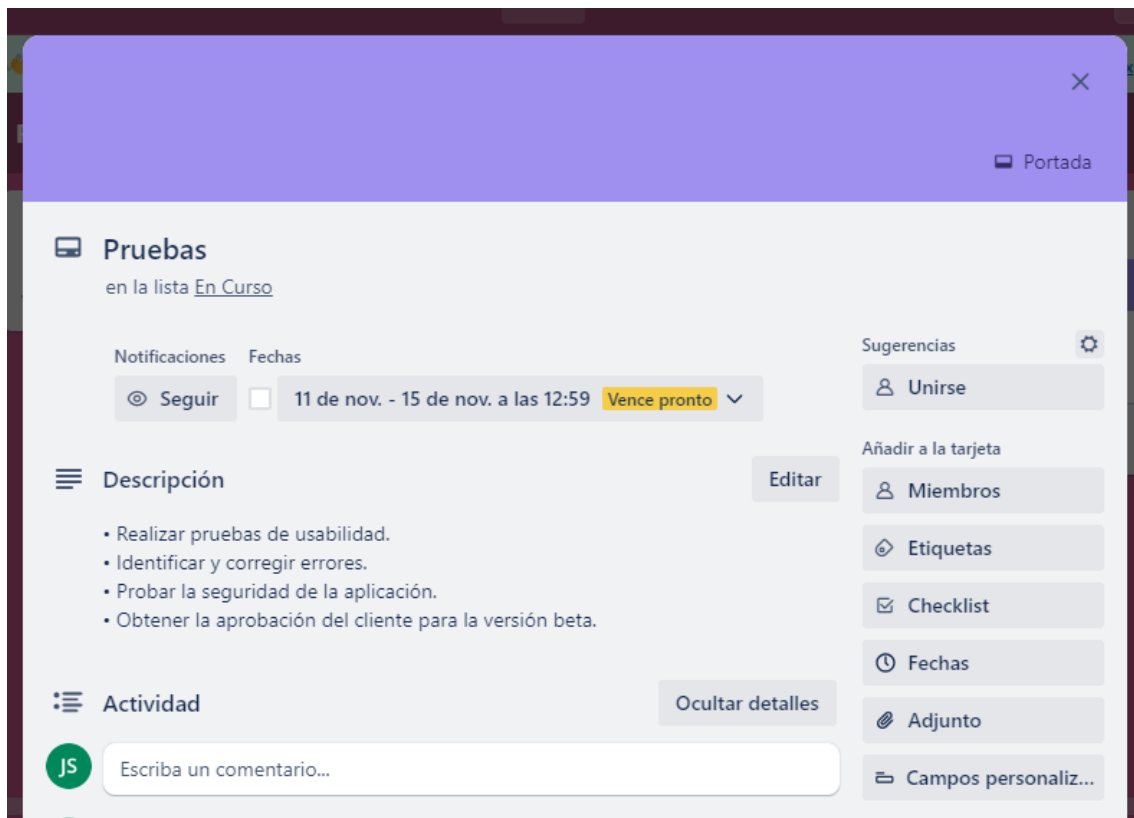 Portada
Pruebas
en la lista En Curso
Notificaciones Fechas
Seguir 11 de nov. - 15 de nov. a las 12:59 Vence pronto
Descripción Editar
• Realizar pruebas de usabilidad.
• Identificar y corregir errores.
• Probar la seguridad de la aplicación.
• Obtener la aprobación del cliente para la versión beta.
Actividad Ocultar detalles
JS Escriba un comentario...
Sugerencias
Unirse
Añadir a la tarjeta
Miembros
Etiquetas
Checklist
Fechas
Adjunto
Campos personaliz...